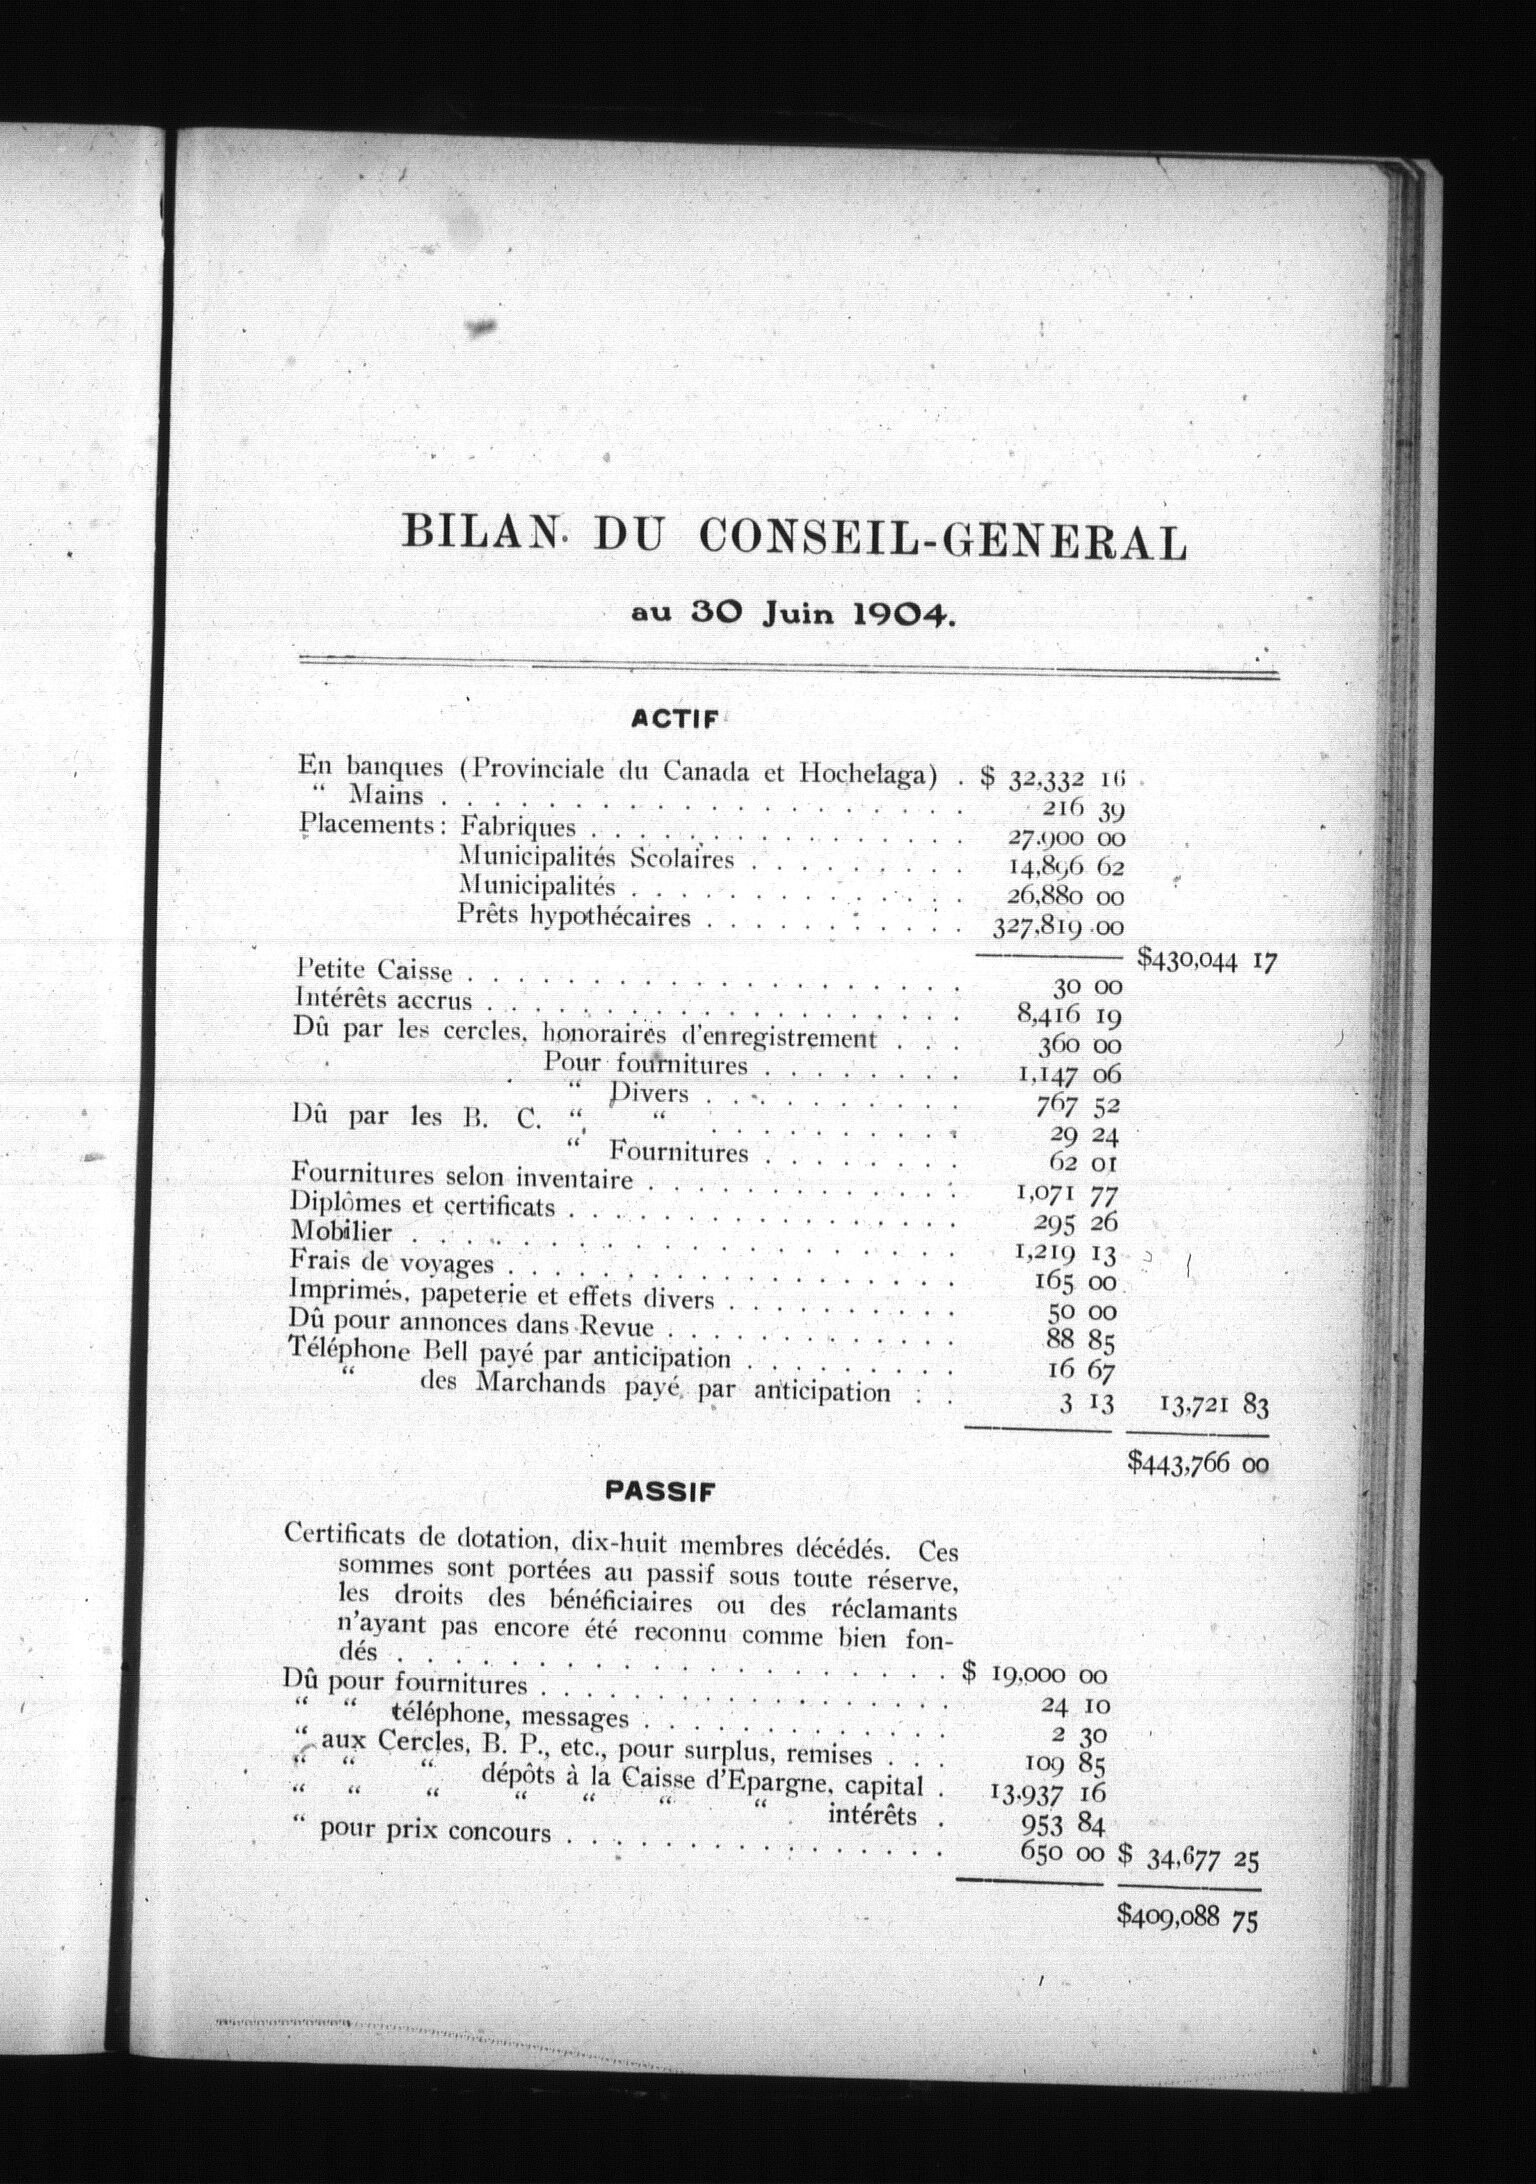 BILAN DU CONSEIL-GENERAL
au 30 Juin 1904.
ACTIF
En banques (Provinciale du Canada et Hochelaga) . $ 32,332 16
“ Mains . . . . . . . . . . . . . . . . . . . . 216 39
Placements: Fabriques . . . . . . . . . . . . . . . 27,900 00
Municipalités Scolaires . . . . . . . . . 14,896 62
Municipalités . . . . . . . . . . . . . . 26,880 00
Prêts hypothécaires . . . . . . . . . . . 327,819 00
$430,044 17
Petite Caisse . . . . . . . . . . . . . . . . . . . . 30 00
Intérêts accrus . . . . . . . . . . . . . . . . . . . 8,416 19
Dû par les cercles, honoraires d'enregistrement . . . 360 00
Pour fournitures . . . . . . . . 1,147 06
“ Divers . . . . . . . . . . . 767 52
Dû par les B. C. “ “ . . . . . . . . . . 29 24
“ Fournitures . . . . . . . . 62 01
Fournitures selon inventaire . . . . . . . . . . . . . 1,071 77
Diplômes et certificats . . . . . . . . . . . . . . . . 295 26
Mobilier . . . . . . . . . . . . . . . . . . . . 1,219 13
Frais de voyages . . . . . . . . . . . . . . . . . . . 165 00
Imprimés, papeterie et effets divers . . . . . . . . . . 50 00
Dû pour annonces dans Revue . . . . . . . . . . . . . 88 85
Téléphone Bell payé par anticipation . . . . . . . . . 16 67
“ des Marchands payé par anticipation . . 3 13 13,721 83
$443,766 00
PASSIF
Certificats de dotation, dix-huit membres décédés. Ces
sommes sont portées au passif sous toute réserve,
les droits des bénéficiaires ou des réclamants
n'ayant pas encore été reconnu comme bien fon-
dés . . . . . . . . . . . . . . . . . . . . $ 19,000 00
Dû pour fournitures . . . . . . . . . . . . . . . . . 24 10
“ “ téléphone, messages . . . . . . . . . . . . . 2 30
“ aux Cercles, B. P., etc., pour surplus, remises . . . 109 85
“ “ “ dépôts à la Caisse d'Epargne, capital . 13,937 16
“ “ “ “ “ “ “ intérêts . 953 84
“ pour prix concours . . . . . . . . . . . . . . . 650 00 $ 34,677 25
$409,088 75